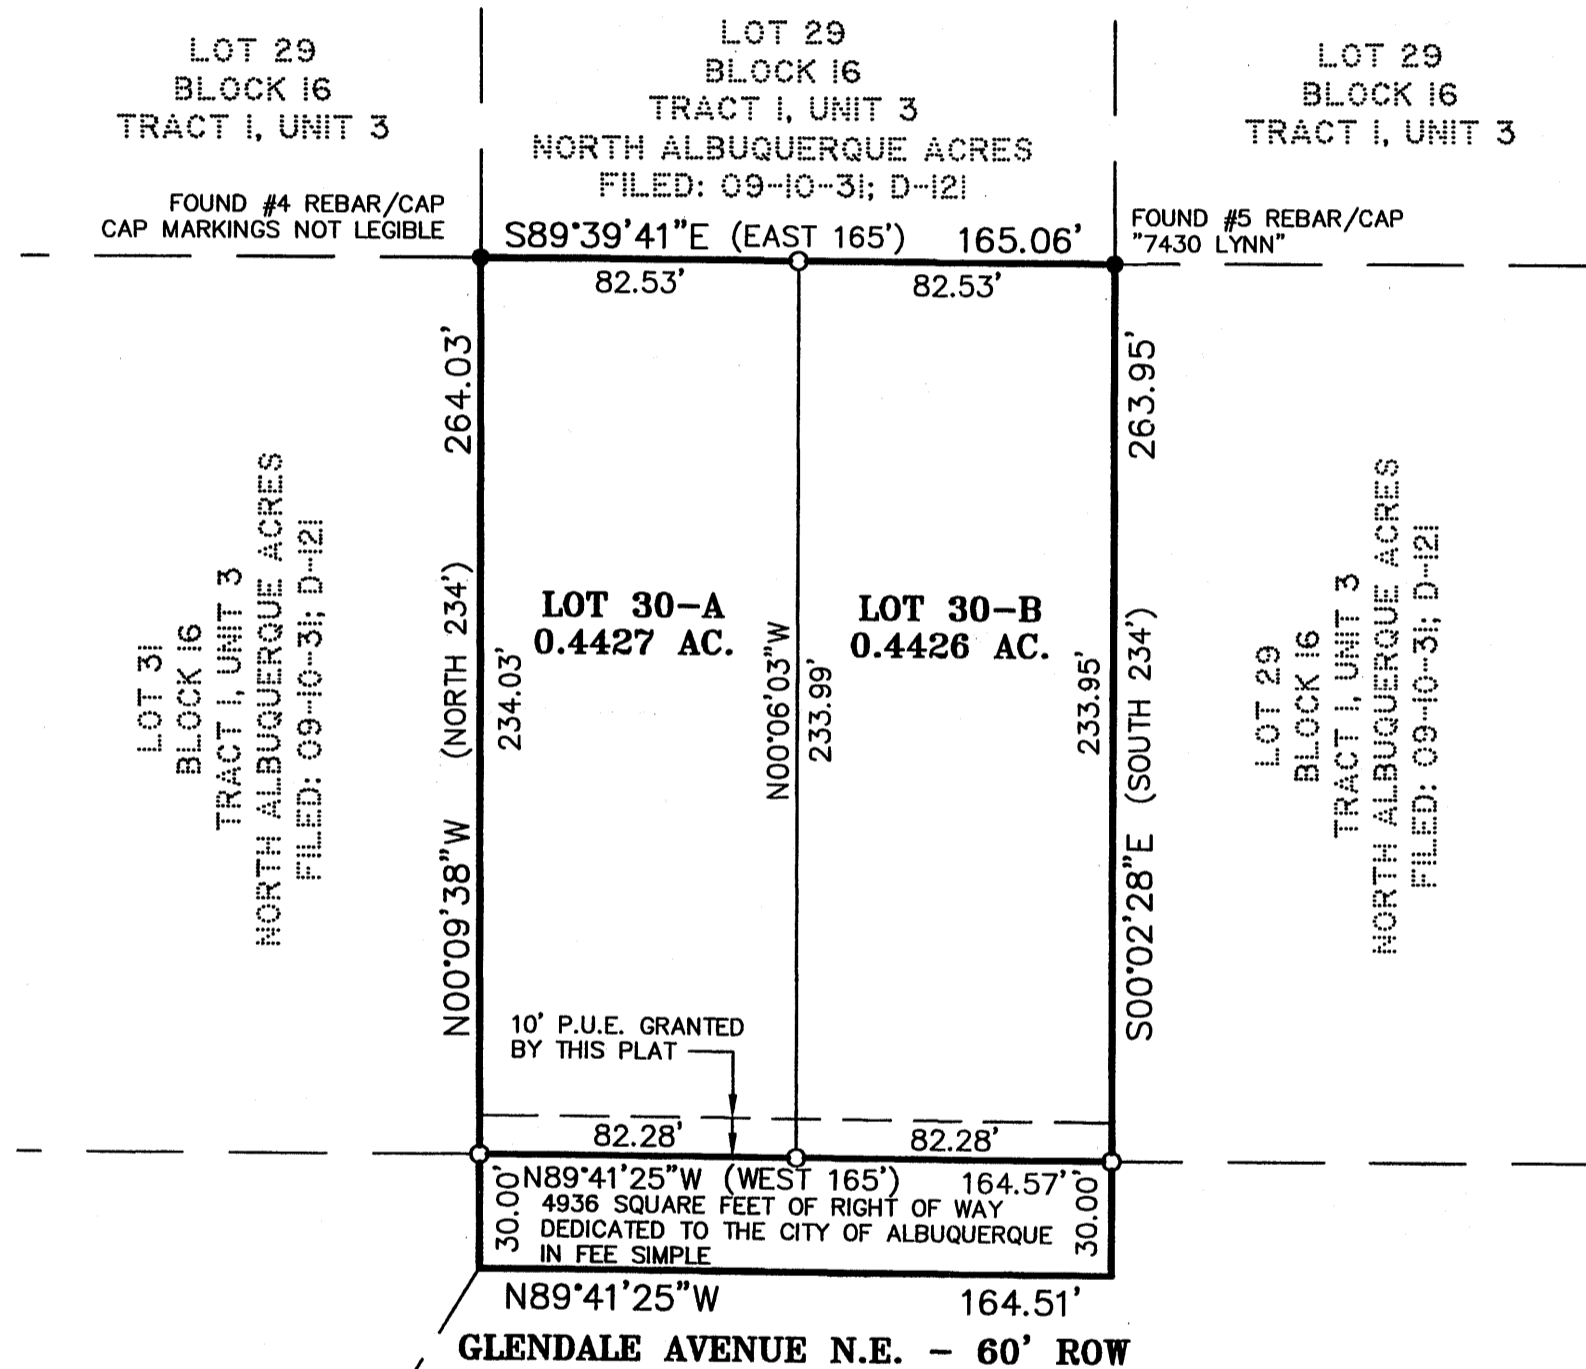 LOT 29
BLOCK 16
TRACT 1, UNIT 3
LOT 29
BLOCK 16
TRACT 1, UNIT 3
NORTH ALBUQUERQUE ACRES
FILED: 09-10-31; D-121
LOT 29
BLOCK 16
TRACT 1, UNIT 3
FOUND #4 REBAR/CAP
CAP MARKINGS NOT LEGIBLE
S89°39'41"E (EAST 165') 165.06'
FOUND #5 REBAR/CAP
"7430 LYNN"
82.53'
82.53'
N00°09'38"W (NORTH 234') 264.03'
234.03'
LOT 30-A
0.4427 AC.
N00°06'03"W
233.99'
LOT 30-B
0.4426 AC.
233.95'
S00°02'28"E (SOUTH 234') 263.95'
LOT 31
BLOCK 16
TRACT 1, UNIT 3
NORTH ALBUQUERQUE ACRES
FILED: 09-10-31; D-121
LOT 29
BLOCK 16
TRACT 1, UNIT 3
NORTH ALBUQUERQUE ACRES
FILED: 09-10-31; D-121
10' P.U.E. GRANTED
BY THIS PLAT
82.28'
82.28'
N89°41'25"W (WEST 165') 164.57'
30.00'
4936 SQUARE FEET OF RIGHT OF WAY
DEDICATED TO THE CITY OF ALBUQUERQUE
IN FEE SIMPLE
30.00'
N89°41'25"W 164.51'
GLENDALE AVENUE N.E. - 60' ROW